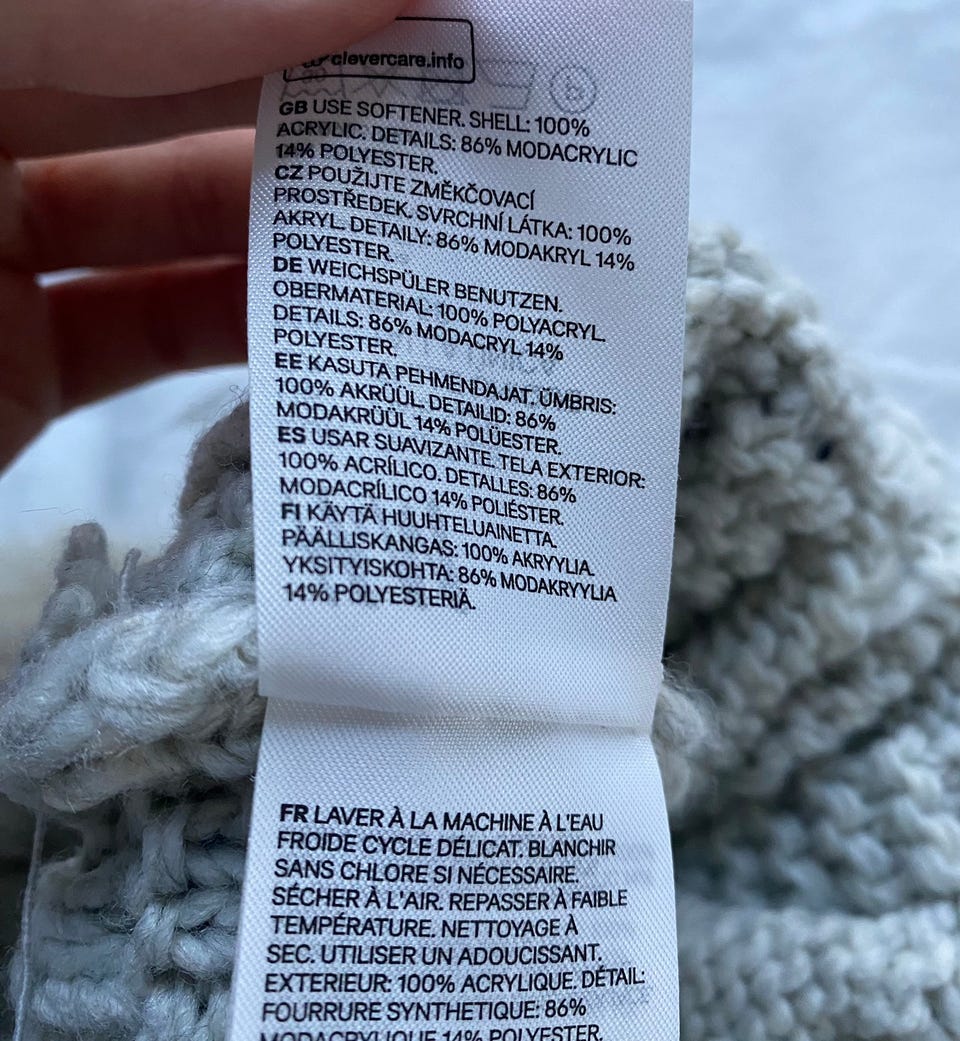 clevercare.info
GB USE SOFTENER. SHELL: 100%
ACRYLIC. DETAILS: 86% MODACRYLIC
14% POLYESTER.
CZ POUŽIJTE ZMĚKČOVACÍ
PROSTŘEDEK. SVRCHNÍ LÁTKA: 100%
AKRYL. DETAILY: 86% MODAKRYL 14%
POLYESTER.
DE WEICHSPÜLER BENUTZEN.
OBERMATERIAL: 100% POLYACRYL.
DETAILS: 86% MODACRYL 14%
POLYESTER.
EE KASUTA PEHMENDAJAT. ÜMBRIS:
100% AKRÜÜL. DETAILID: 86%
MODAKRÜÜL 14% POLÜESTER.
ES USAR SUAVIZANTE. TELA EXTERIOR:
100% ACRÍLICO. DETALLES: 86%
MODACRÍLICO 14% POLIÉSTER.
FI KÄYTÄ HUUHTELUAINETTA.
PÄÄLLISKANGAS: 100% AKRYYLIA.
YKSITYISKOHTA: 86% MODAKRYYLIA
14% POLYESTERIÄ.
FR LAVER À LA MACHINE À L'EAU
FROIDE CYCLE DÉLICAT. BLANCHIR
SANS CHLORE SI NÉCESSAIRE.
SÉCHER À L'AIR. REPASSER À FAIBLE
TEMPÉRATURE. NETTOYAGE À
SEC. UTILISER UN ADOUCISSANT.
EXTERIEUR: 100% ACRYLIQUE. DÉTAIL:
FOURRURE SYNTHETIQUE: 86%
MODACRYLIQUE 14% POLYESTER.